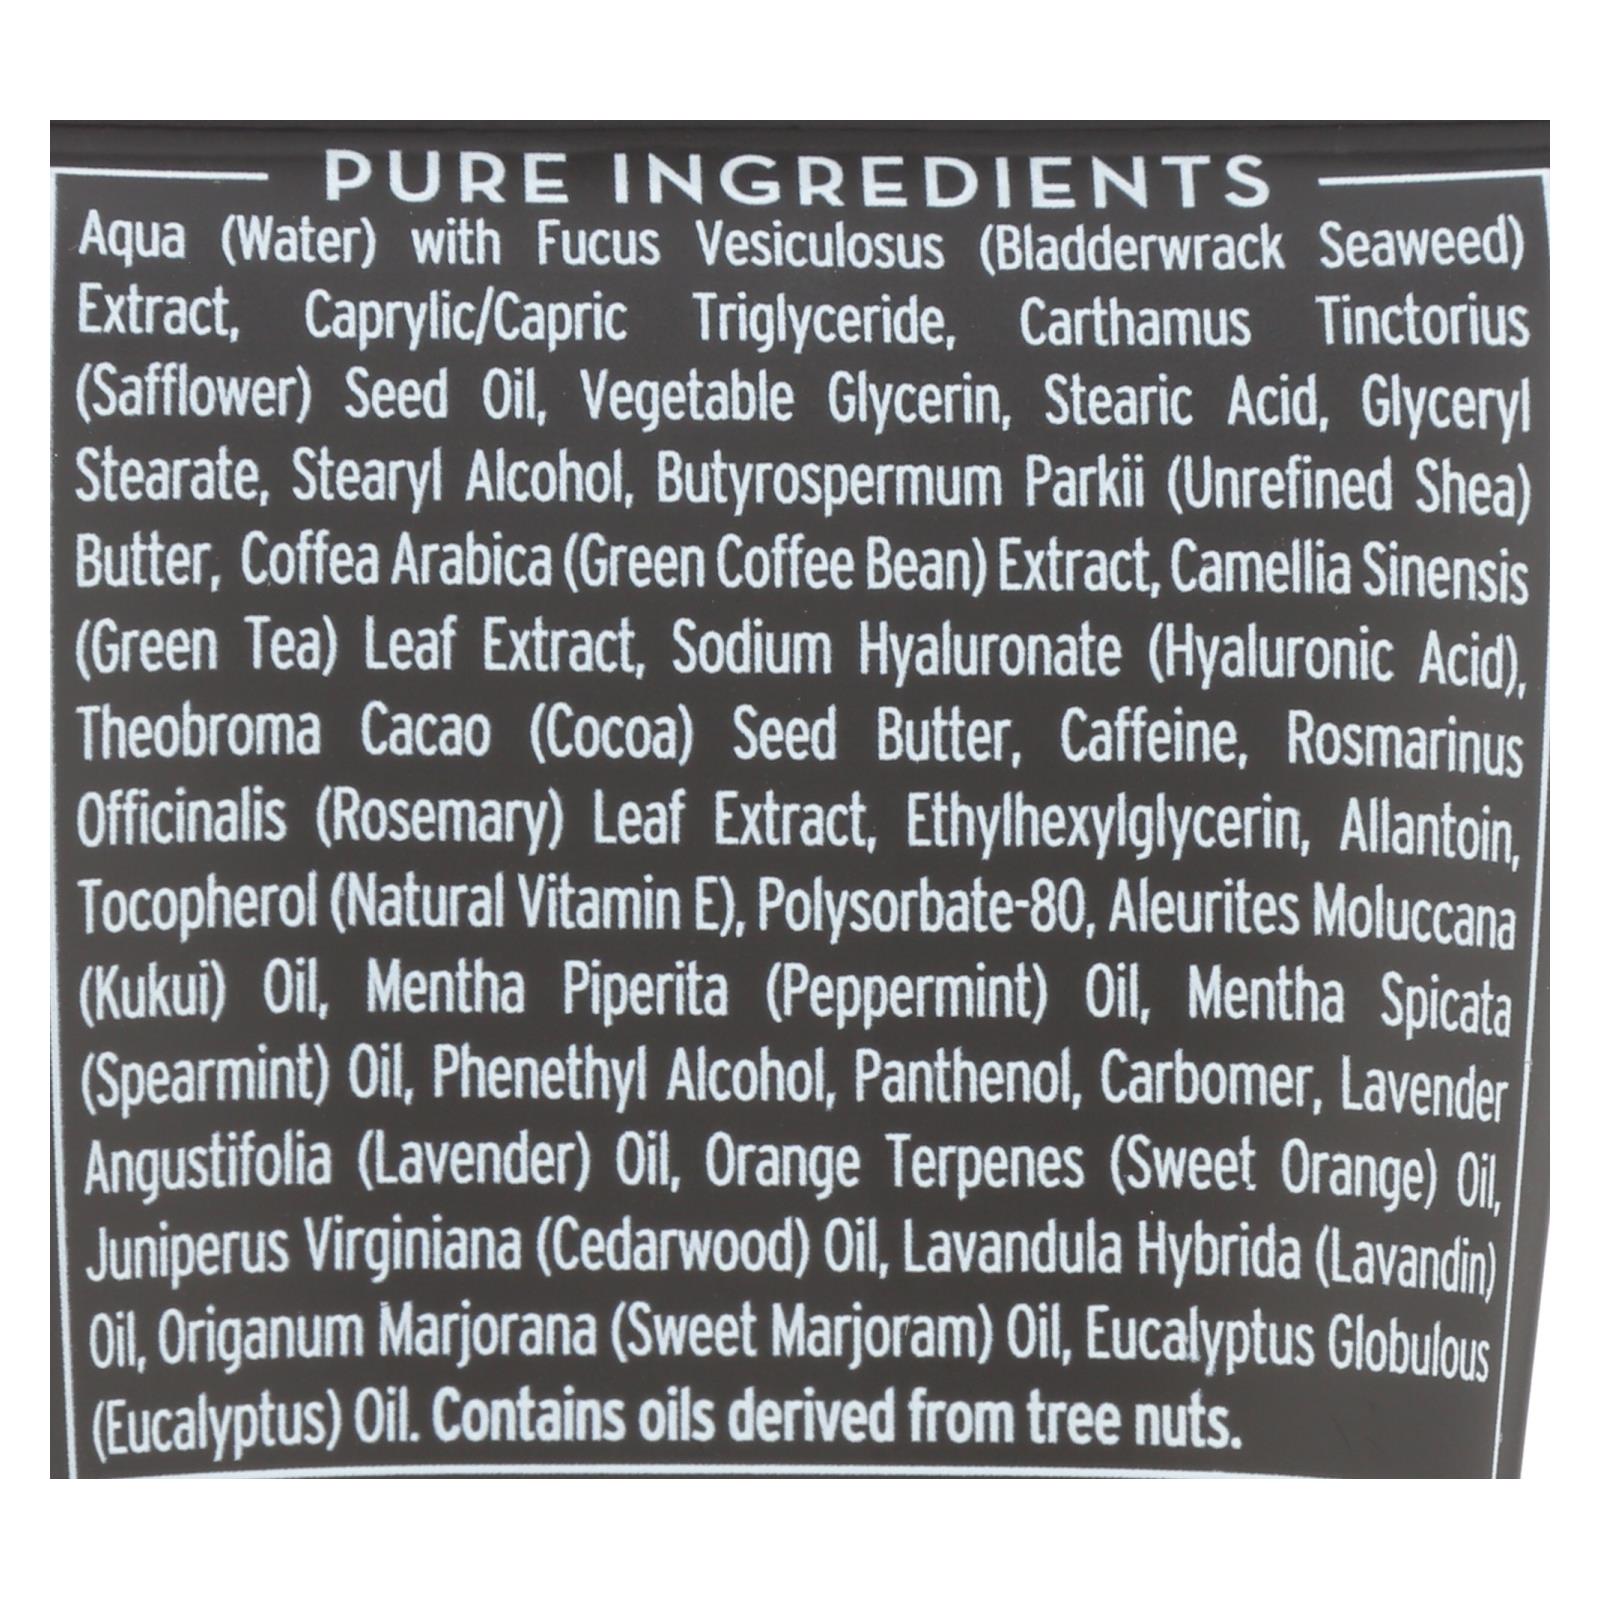 PURE INGREDIENTS
Aqua (Water) with Fucus Vesiculosus (Bladderwrack Seaweed)
Extract, Caprylic/Capric Triglyceride, Carthamus Tinctorius
(Safflower) Seed Oil, Vegetable Glycerin, Stearic Acid, Glyceryl
Stearate, Stearyl Alcohol, Butyrospermum Parkii (Unrefined Shea)
Butter, Coffea Arabica (Green Coffee Bean) Extract, Camellia Sinensis
(Green Tea) Leaf Extract, Sodium Hyaluronate (Hyaluronic Acid),
Theobroma Cacao (Cocoa) Seed Butter, Caffeine, Rosmarinus
Officinalis (Rosemary) Leaf Extract, Ethylhexylglycerin, Allantoin,
Tocopherol (Natural Vitamin E), Polysorbate-80, Aleurites Moluccana
(Kukui) Oil, Mentha Piperita (Peppermint) Oil, Mentha Spicata
(Spearmint) Oil, Phenethyl Alcohol, Panthenol, Carbomer, Lavender
Angustifolia (Lavender) Oil, Orange Terpenes (Sweet Orange) Oil,
Juniperus Virginiana (Cedarwood) Oil, Lavandula Hybrida (Lavandin)
Oil, Origanum Marjorana (Sweet Marjoram) Oil, Eucalyptus Globulous
(Eucalyptus) Oil. Contains oils derived from tree nuts.